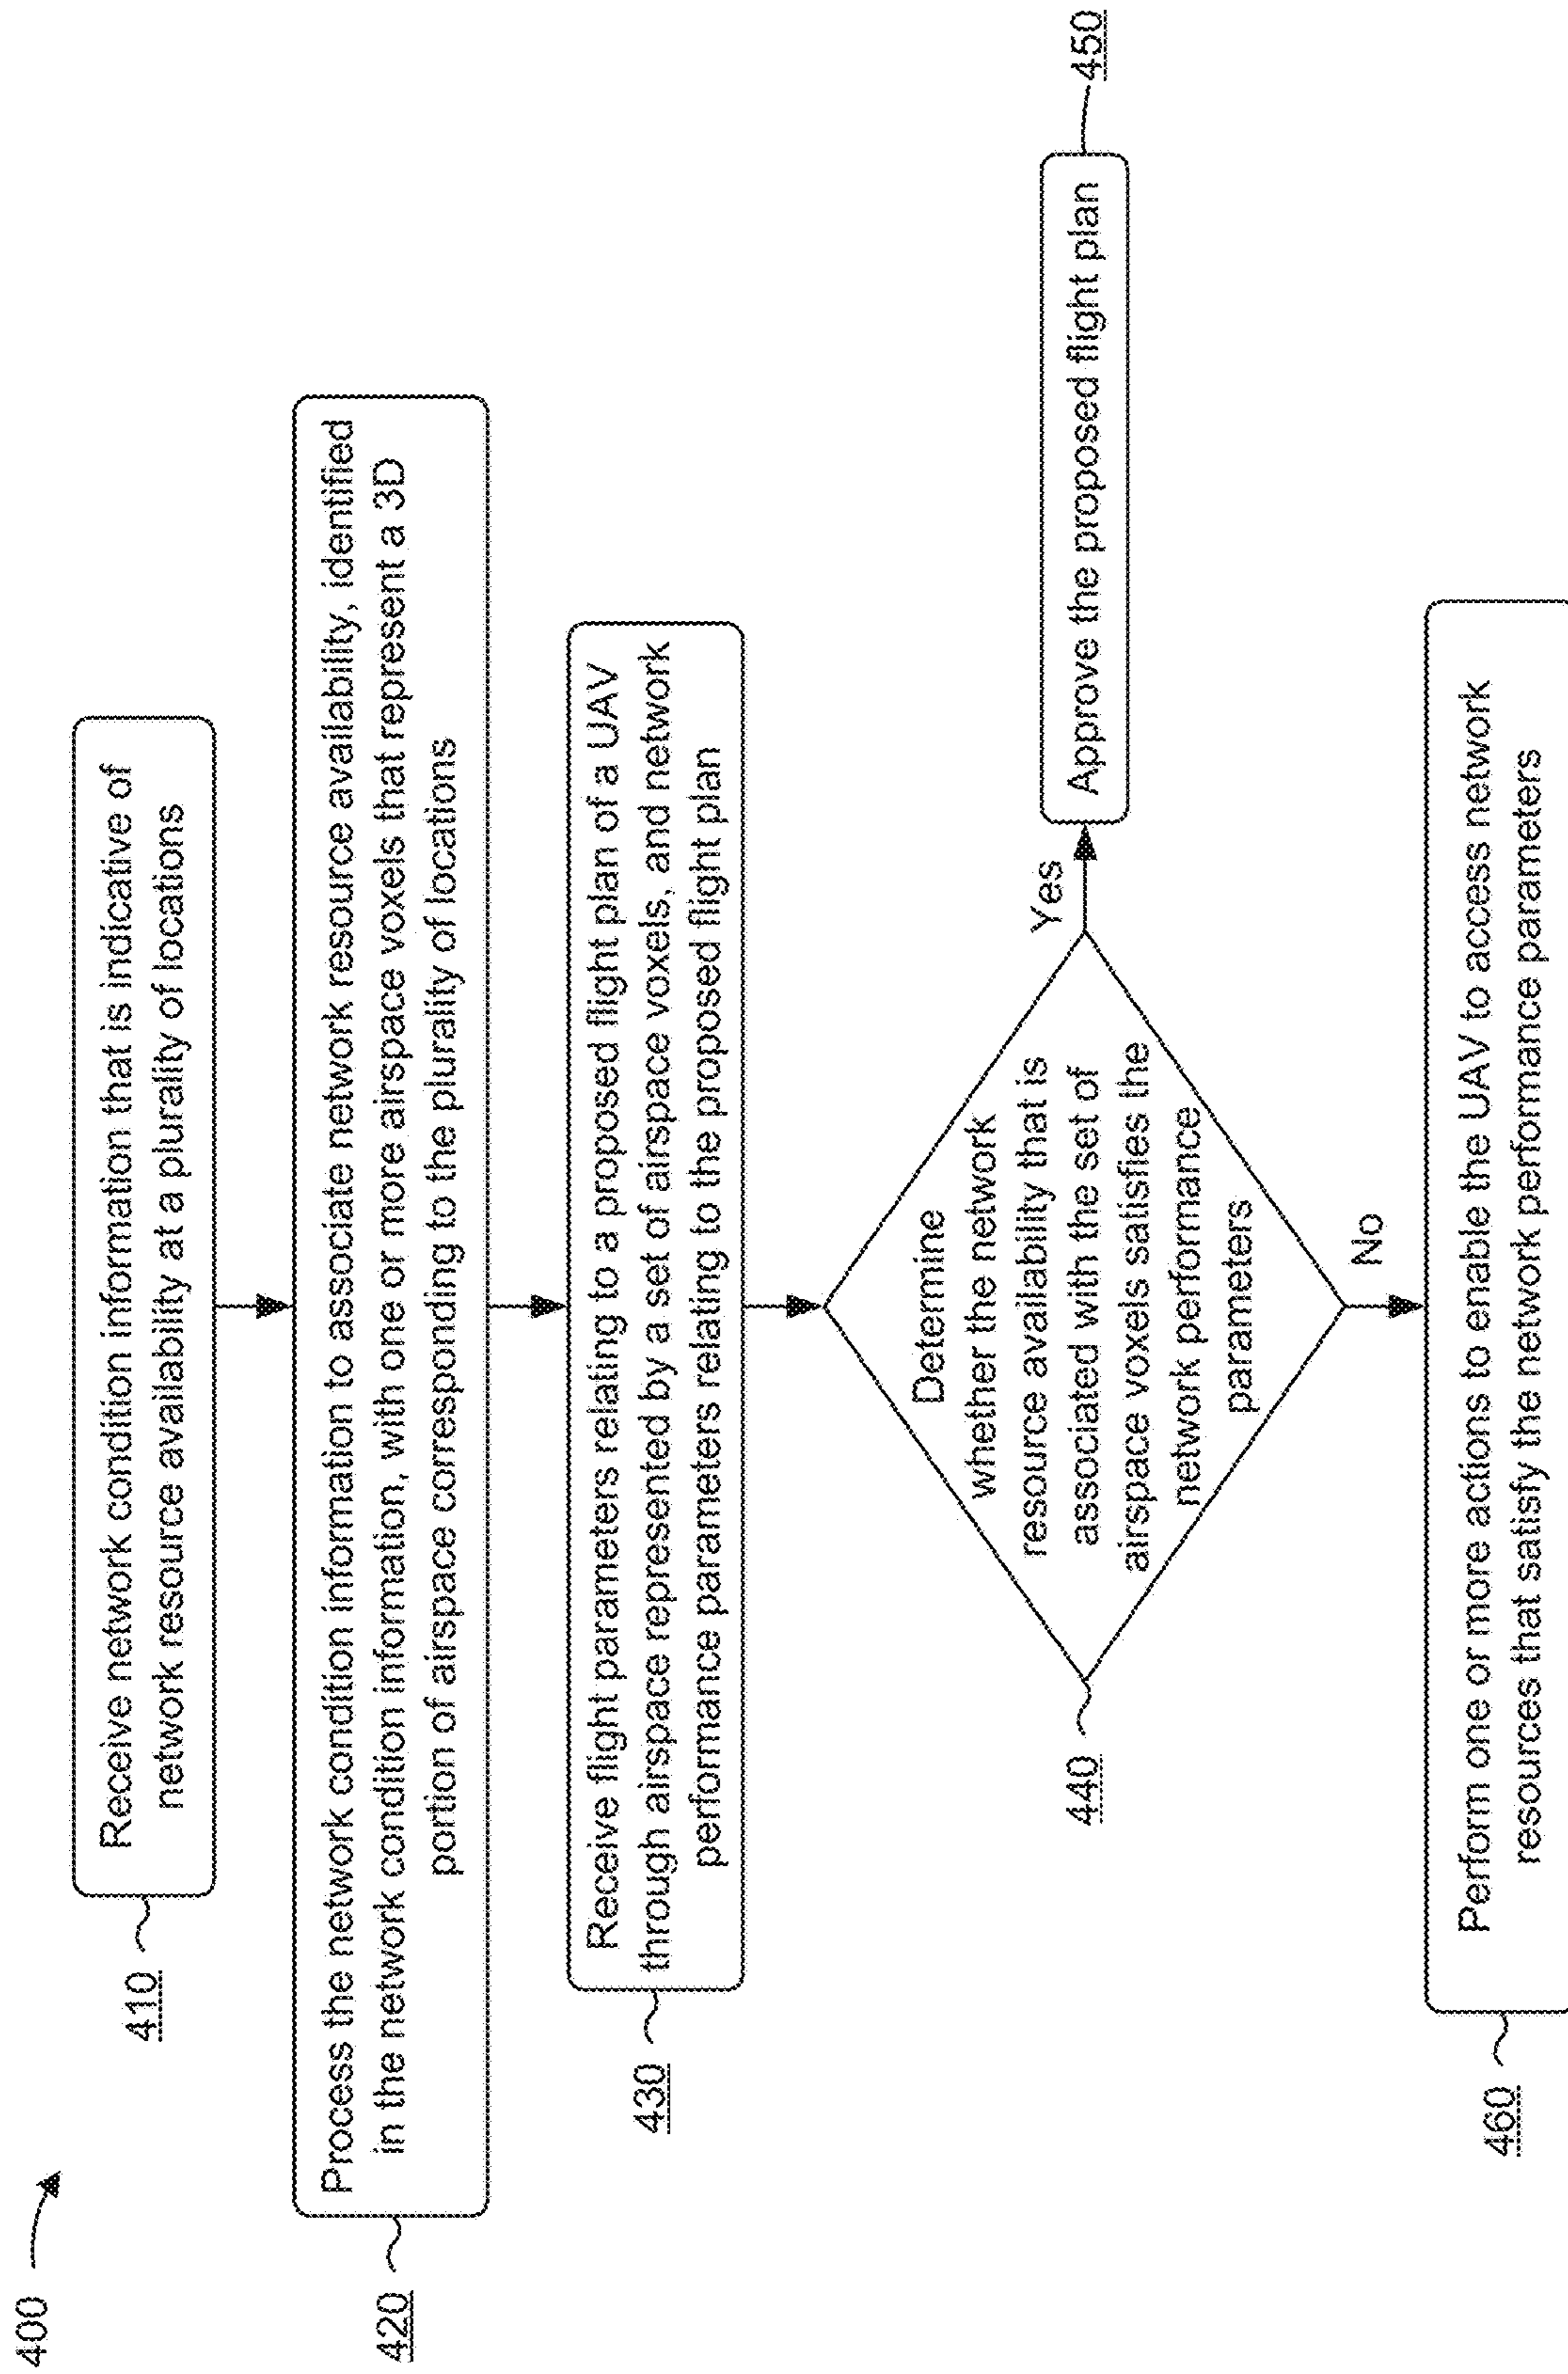 400
410
Receive network condition information that is indicative of
network resource availability at a plurality of locations
420
Process the network condition information to associate network resource availability, identified
in the network condition information, with one or more airspace voxels that represent a 3D
portion of airspace corresponding to the plurality of locations
430
Receive flight parameters relating to a proposed flight plan of a UAV
through airspace represented by a set of airspace voxels, and network
performance parameters relating to the proposed flight plan
440
Determine
whether the network
resource availability that is
associated with the set of
airspace voxels satisfies the
network performance
parameters
Yes
Approve the proposed flight plan
450
No
460
Perform one or more actions to enable the UAV to access network
resources that satisfy the network performance parameters